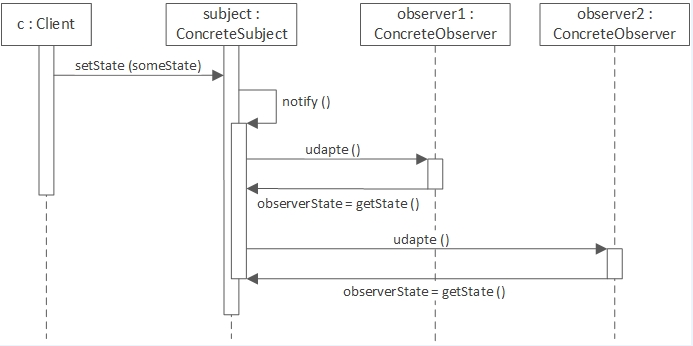 c : Client
subject :
ConcreteSubject
observer1 :
ConcreteObserver
observer2 :
ConcreteObserver
setState (someState)
notify ()
udapte ()
observerState = getState ()
udapte ()
observerState = getState ()